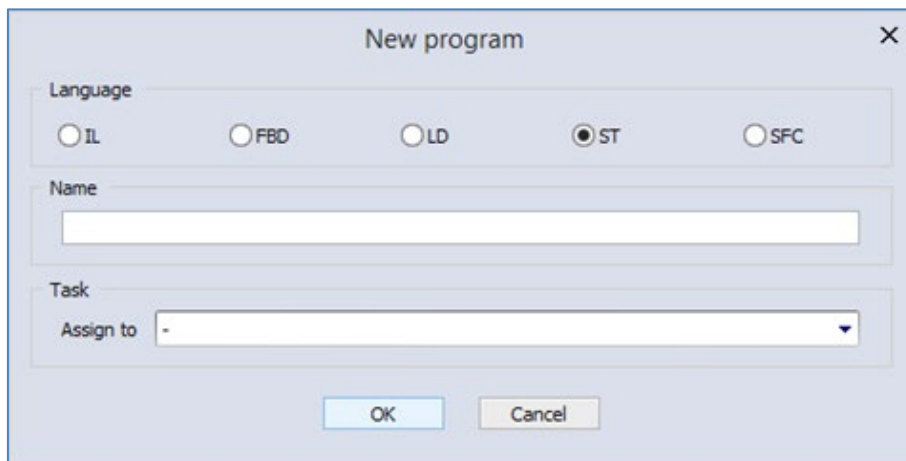 New program
Language
IL FBD LD ST SFC
Name
Task
Assign to -
OK Cancel